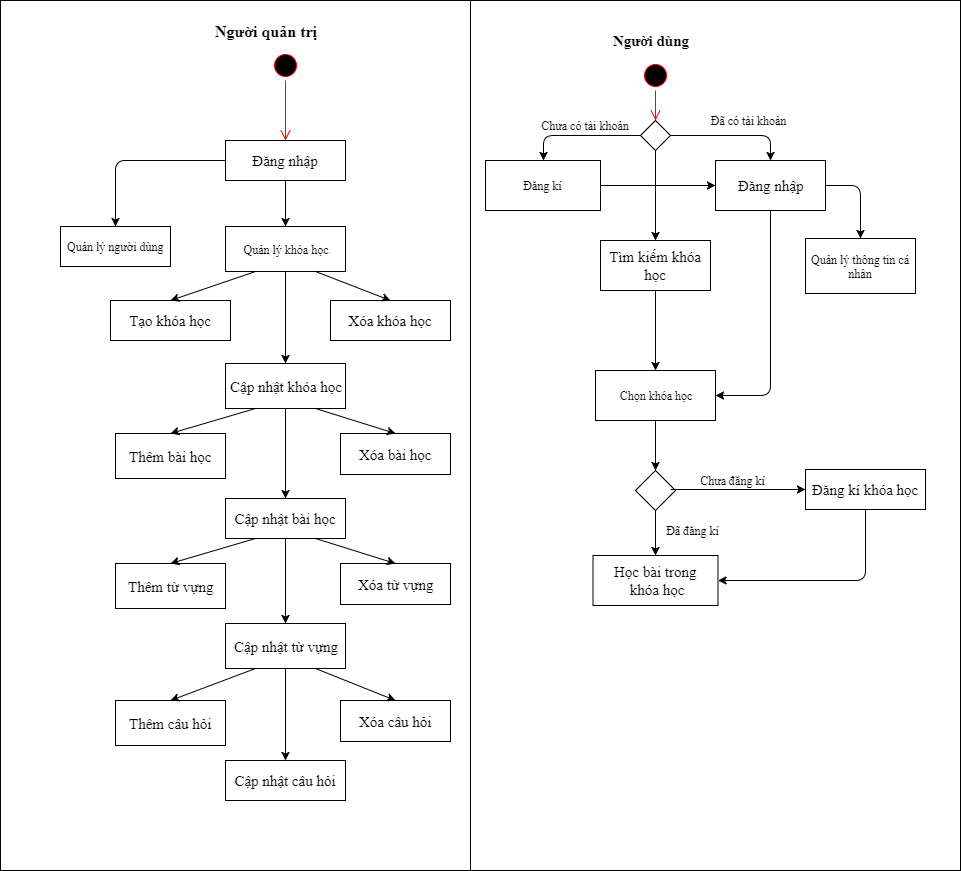 Người quản trị
Đăng nhập
Quản lý người dùng
Quản lý khóa học
Tạo khóa học
Xóa khóa học
Cập nhật khóa học
Thêm bài học
Xóa bài học
Cập nhật bài học
Thêm từ vựng
Xóa từ vựng
Cập nhật từ vựng
Thêm câu hỏi
Xóa câu hỏi
Cập nhật câu hỏi
Người dùng
Chưa có tài khoản
Đã có tài khoản
Đăng kí
Đăng nhập
Tìm kiếm khóa
học
Quản lý thông tin cá
nhân
Chọn khóa học
Chưa đăng kí
Đăng kí khóa học
Đã đăng kí
Học bài trong
khóa học